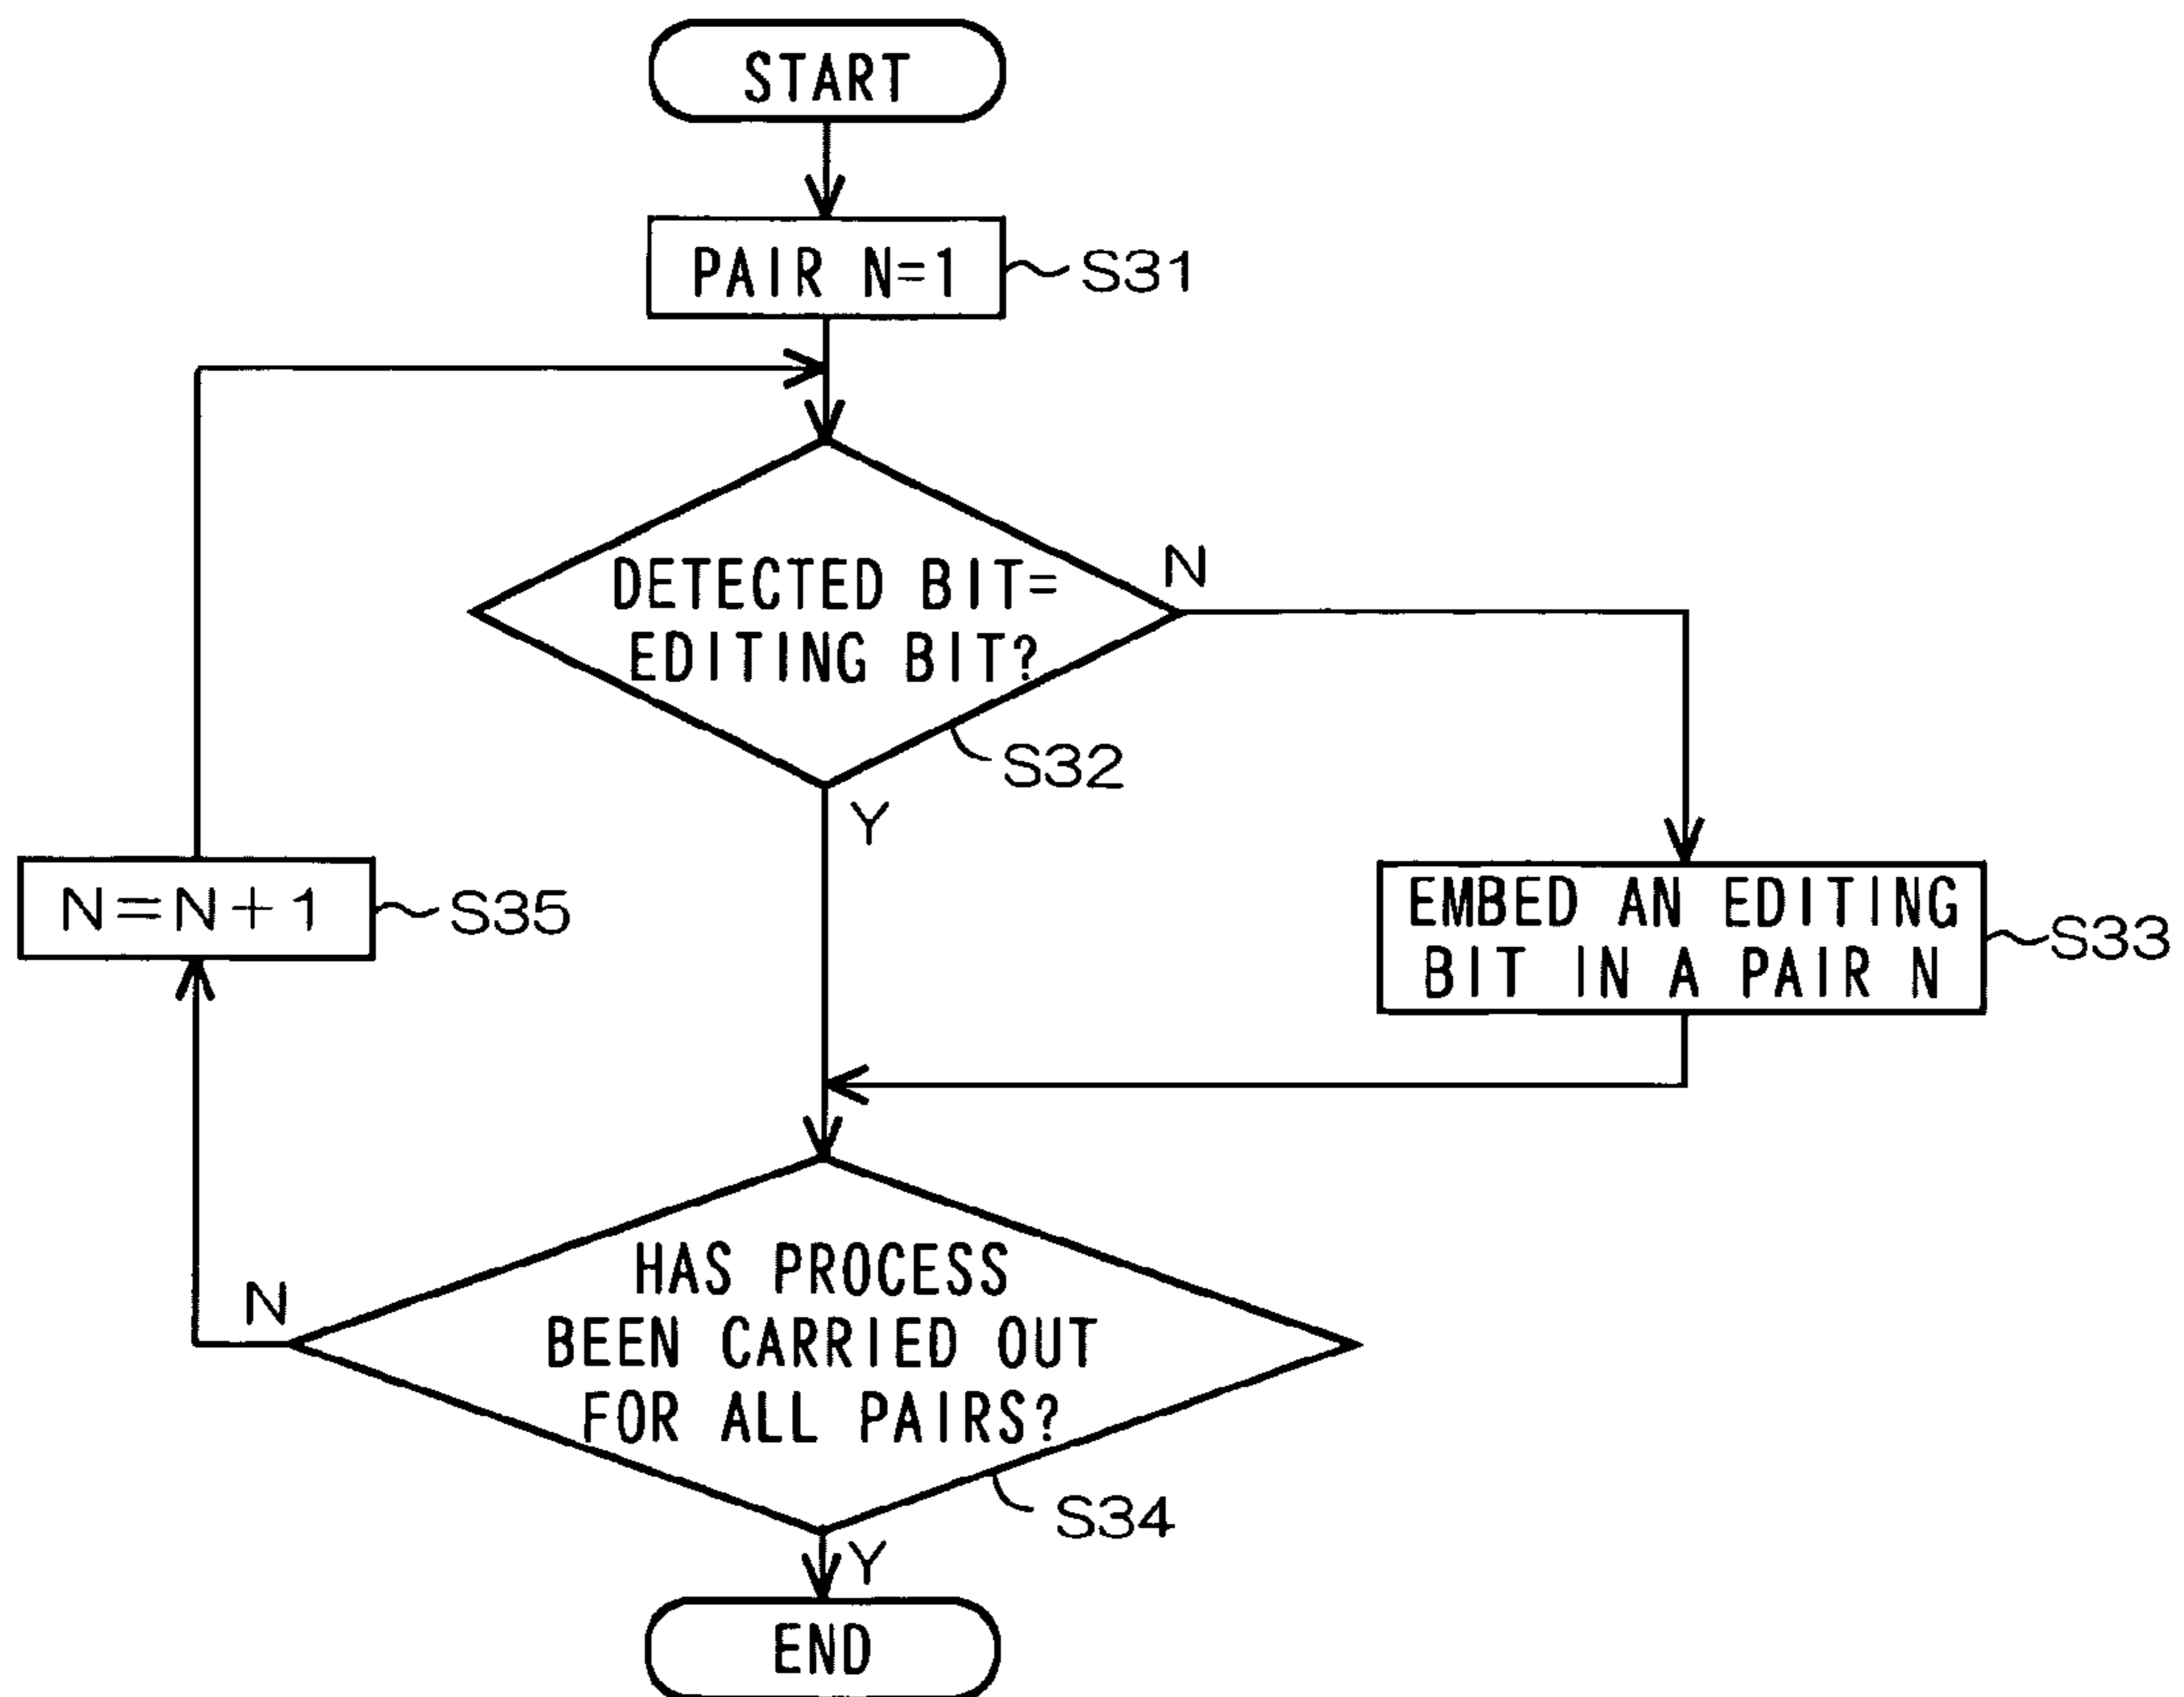 START
PAIR N=1
S31
DETECTED BIT=
EDITING BIT?
N
S32
Y
N=N+1
S35
EMBED AN EDITING
BIT IN A PAIR N
S33
HAS PROCESS
BEEN CARRIED OUT
FOR ALL PAIRS?
N
S34
Y
END